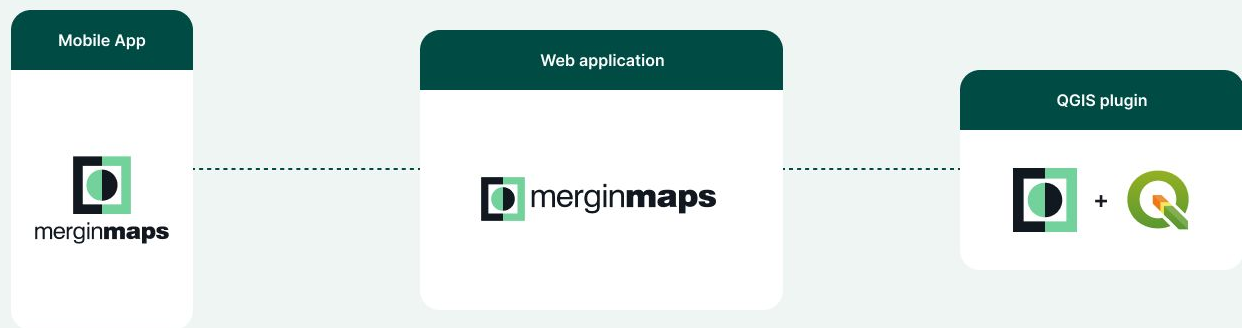 Mobile App
merginmaps
Web application
merginmaps
QGIS plugin
+